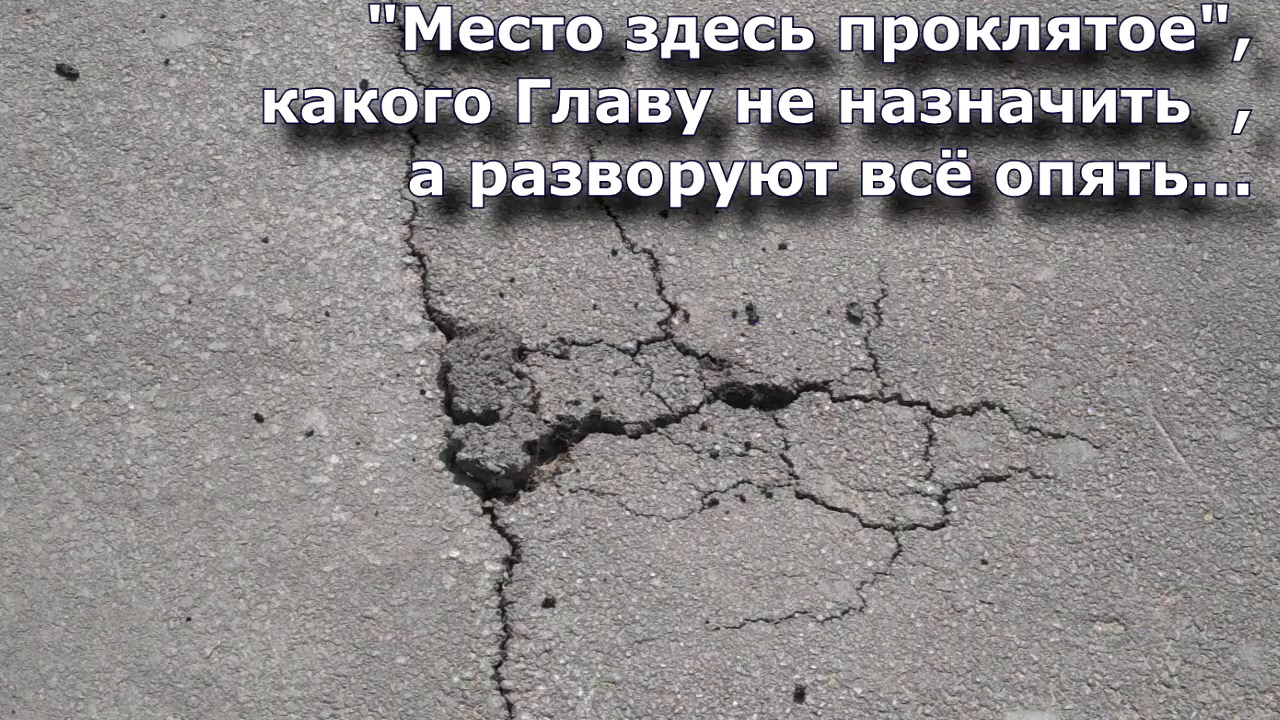 "Место здесь проклятое",
какого Главу не назначить ,
а разворуют всё опять...